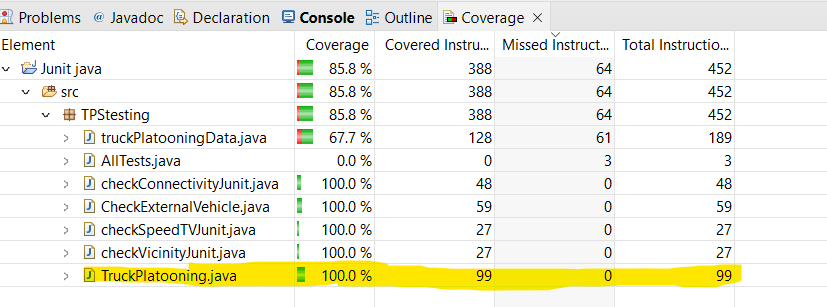 Problems @ Javadoc Declaration Console Outline Coverage
Element Coverage Covered Instru... Missed Instruct... Total Instructio...
Junit java 85.8 % 388 64 452
src 85.8 % 388 64 452
TPStesting 85.8 % 388 64 452
truckPlatooningData.java 67.7 % 128 61 189
AllTests.java 0.0 % 0 3 3
checkConnectivityJunit.java 100.0 % 48 0 48
CheckExternalVehicle.java 100.0 % 59 0 59
checkSpeedTVJunit.java 100.0 % 27 0 27
checkVicinityJunit.java 100.0 % 27 0 27
TruckPlatooning.java 100.0 % 99 0 99